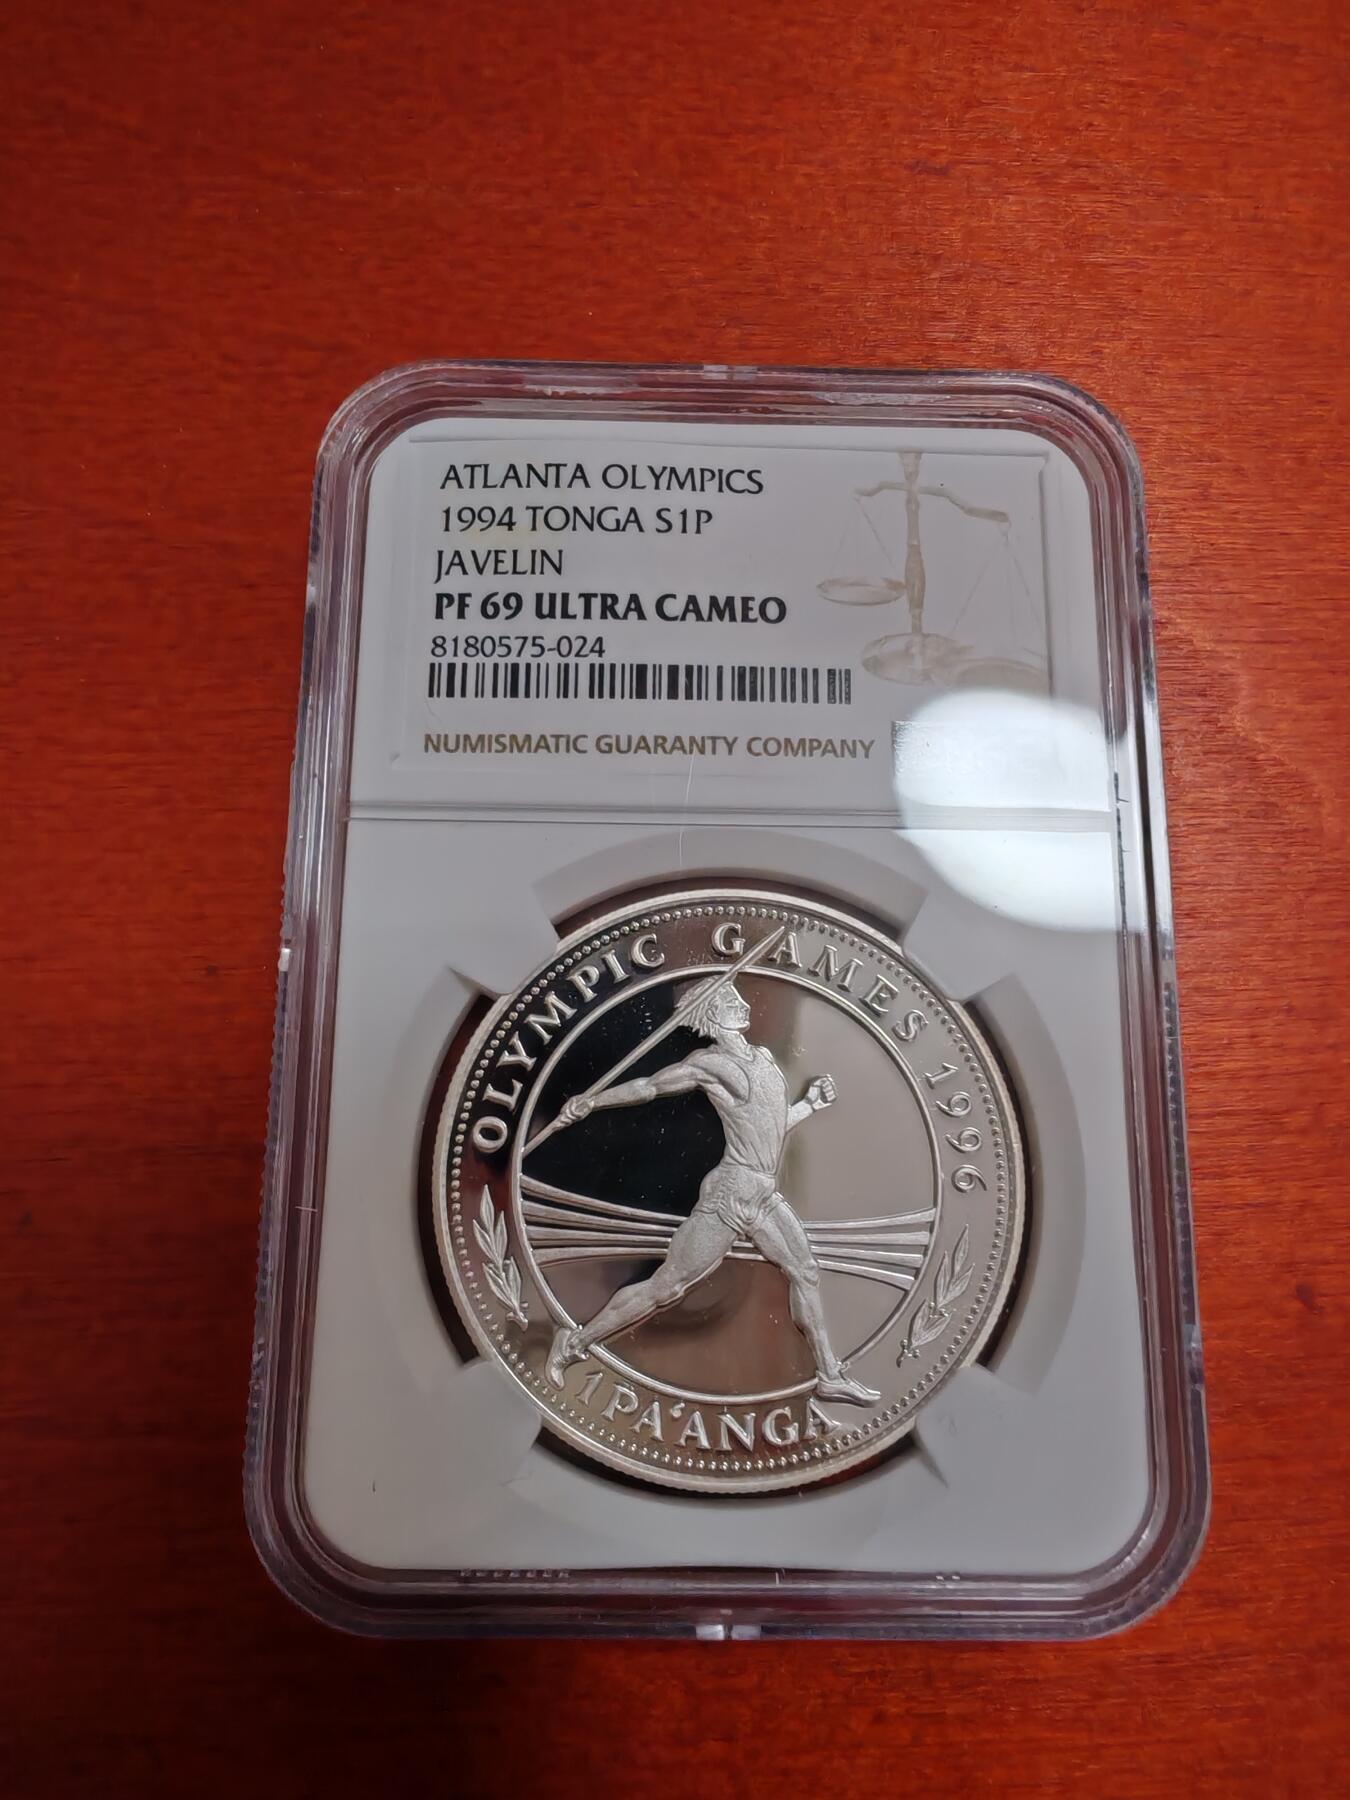 ATLANTA OLYMPICS
1994 TONGA S1P
JAVELIN
PF 69 ULTRA CAMEO
8180575-024
NUMISMATIC GUARANTY COMPANY
OLYMPIC GAMES 1996
1 PA‘ANGA